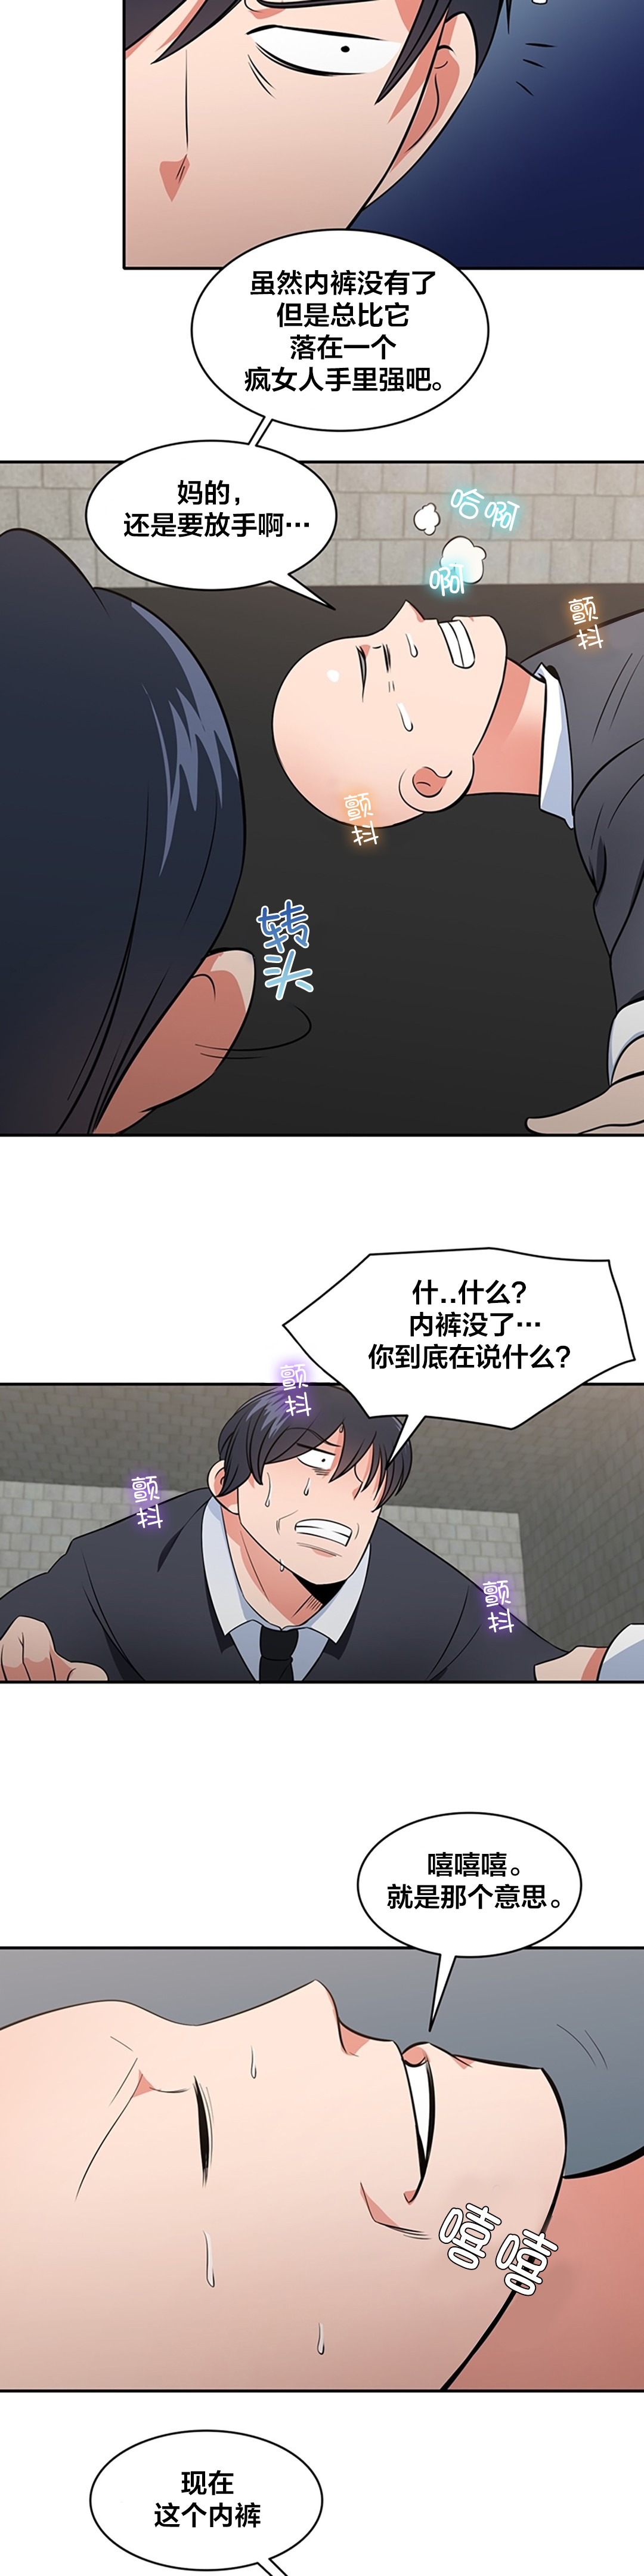 虽然内裤没有了
但是总比它
落在一个
疯女人手里强吧。
妈的，
还是要放手啊…
哈啊
啊
颤
抖
颤
抖
转
头
什..什么？
内裤没了…
你到底在说什么？
颤
抖
颤
抖
颤
抖
嘻嘻嘻。
就是那个意思。
嘻嘻
现在
这个内裤